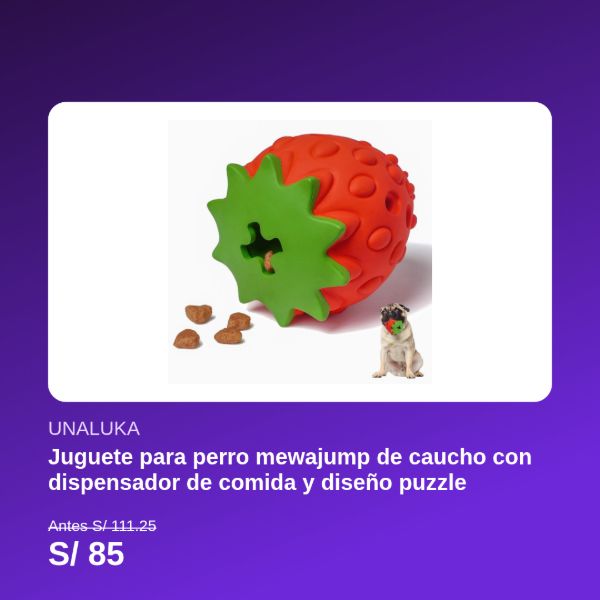 UNALUKA
Juguete para perro mewajump de caucho con
dispensador de comida y diseño puzzle
Antes S/ 111.25
S/ 85